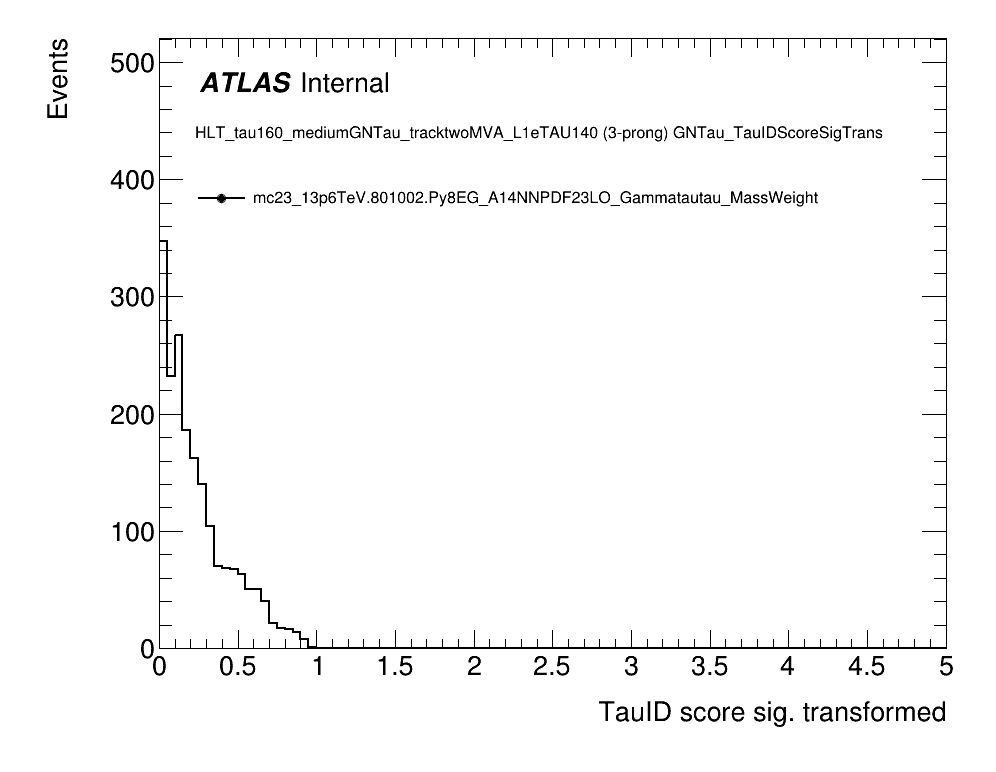 Events
500
400
300
200
100
0
ATLAS Internal
HLT_tau160_mediumGNTau_tracktwoMVA_L1eTAU140 (3-prong) GNTau_TauIDScoreSigTrans
mc23_13p6TeV.801002.Py8EG_A14NNPDF23LO_Gammatautau_MassWeight
0 0.5 1 1.5 2 2.5 3 3.5 4 4.5 5
TauID score sig. transformed